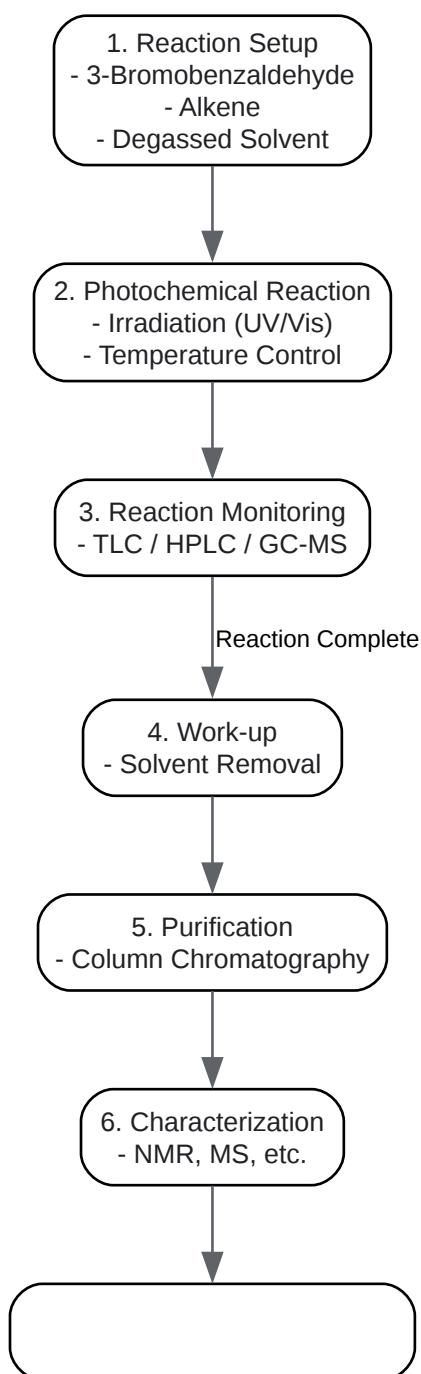 1. Reaction Setup
- 3-Bromobenzaldehyde
- Alkene
- Degassed Solvent
2. Photochemical Reaction
- Irradiation (UV/Vis)
- Temperature Control
3. Reaction Monitoring
- TLC / HPLC / GC-MS
Reaction Complete
4. Work-up
- Solvent Removal
5. Purification
- Column Chromatography
6. Characterization
- NMR, MS, etc.